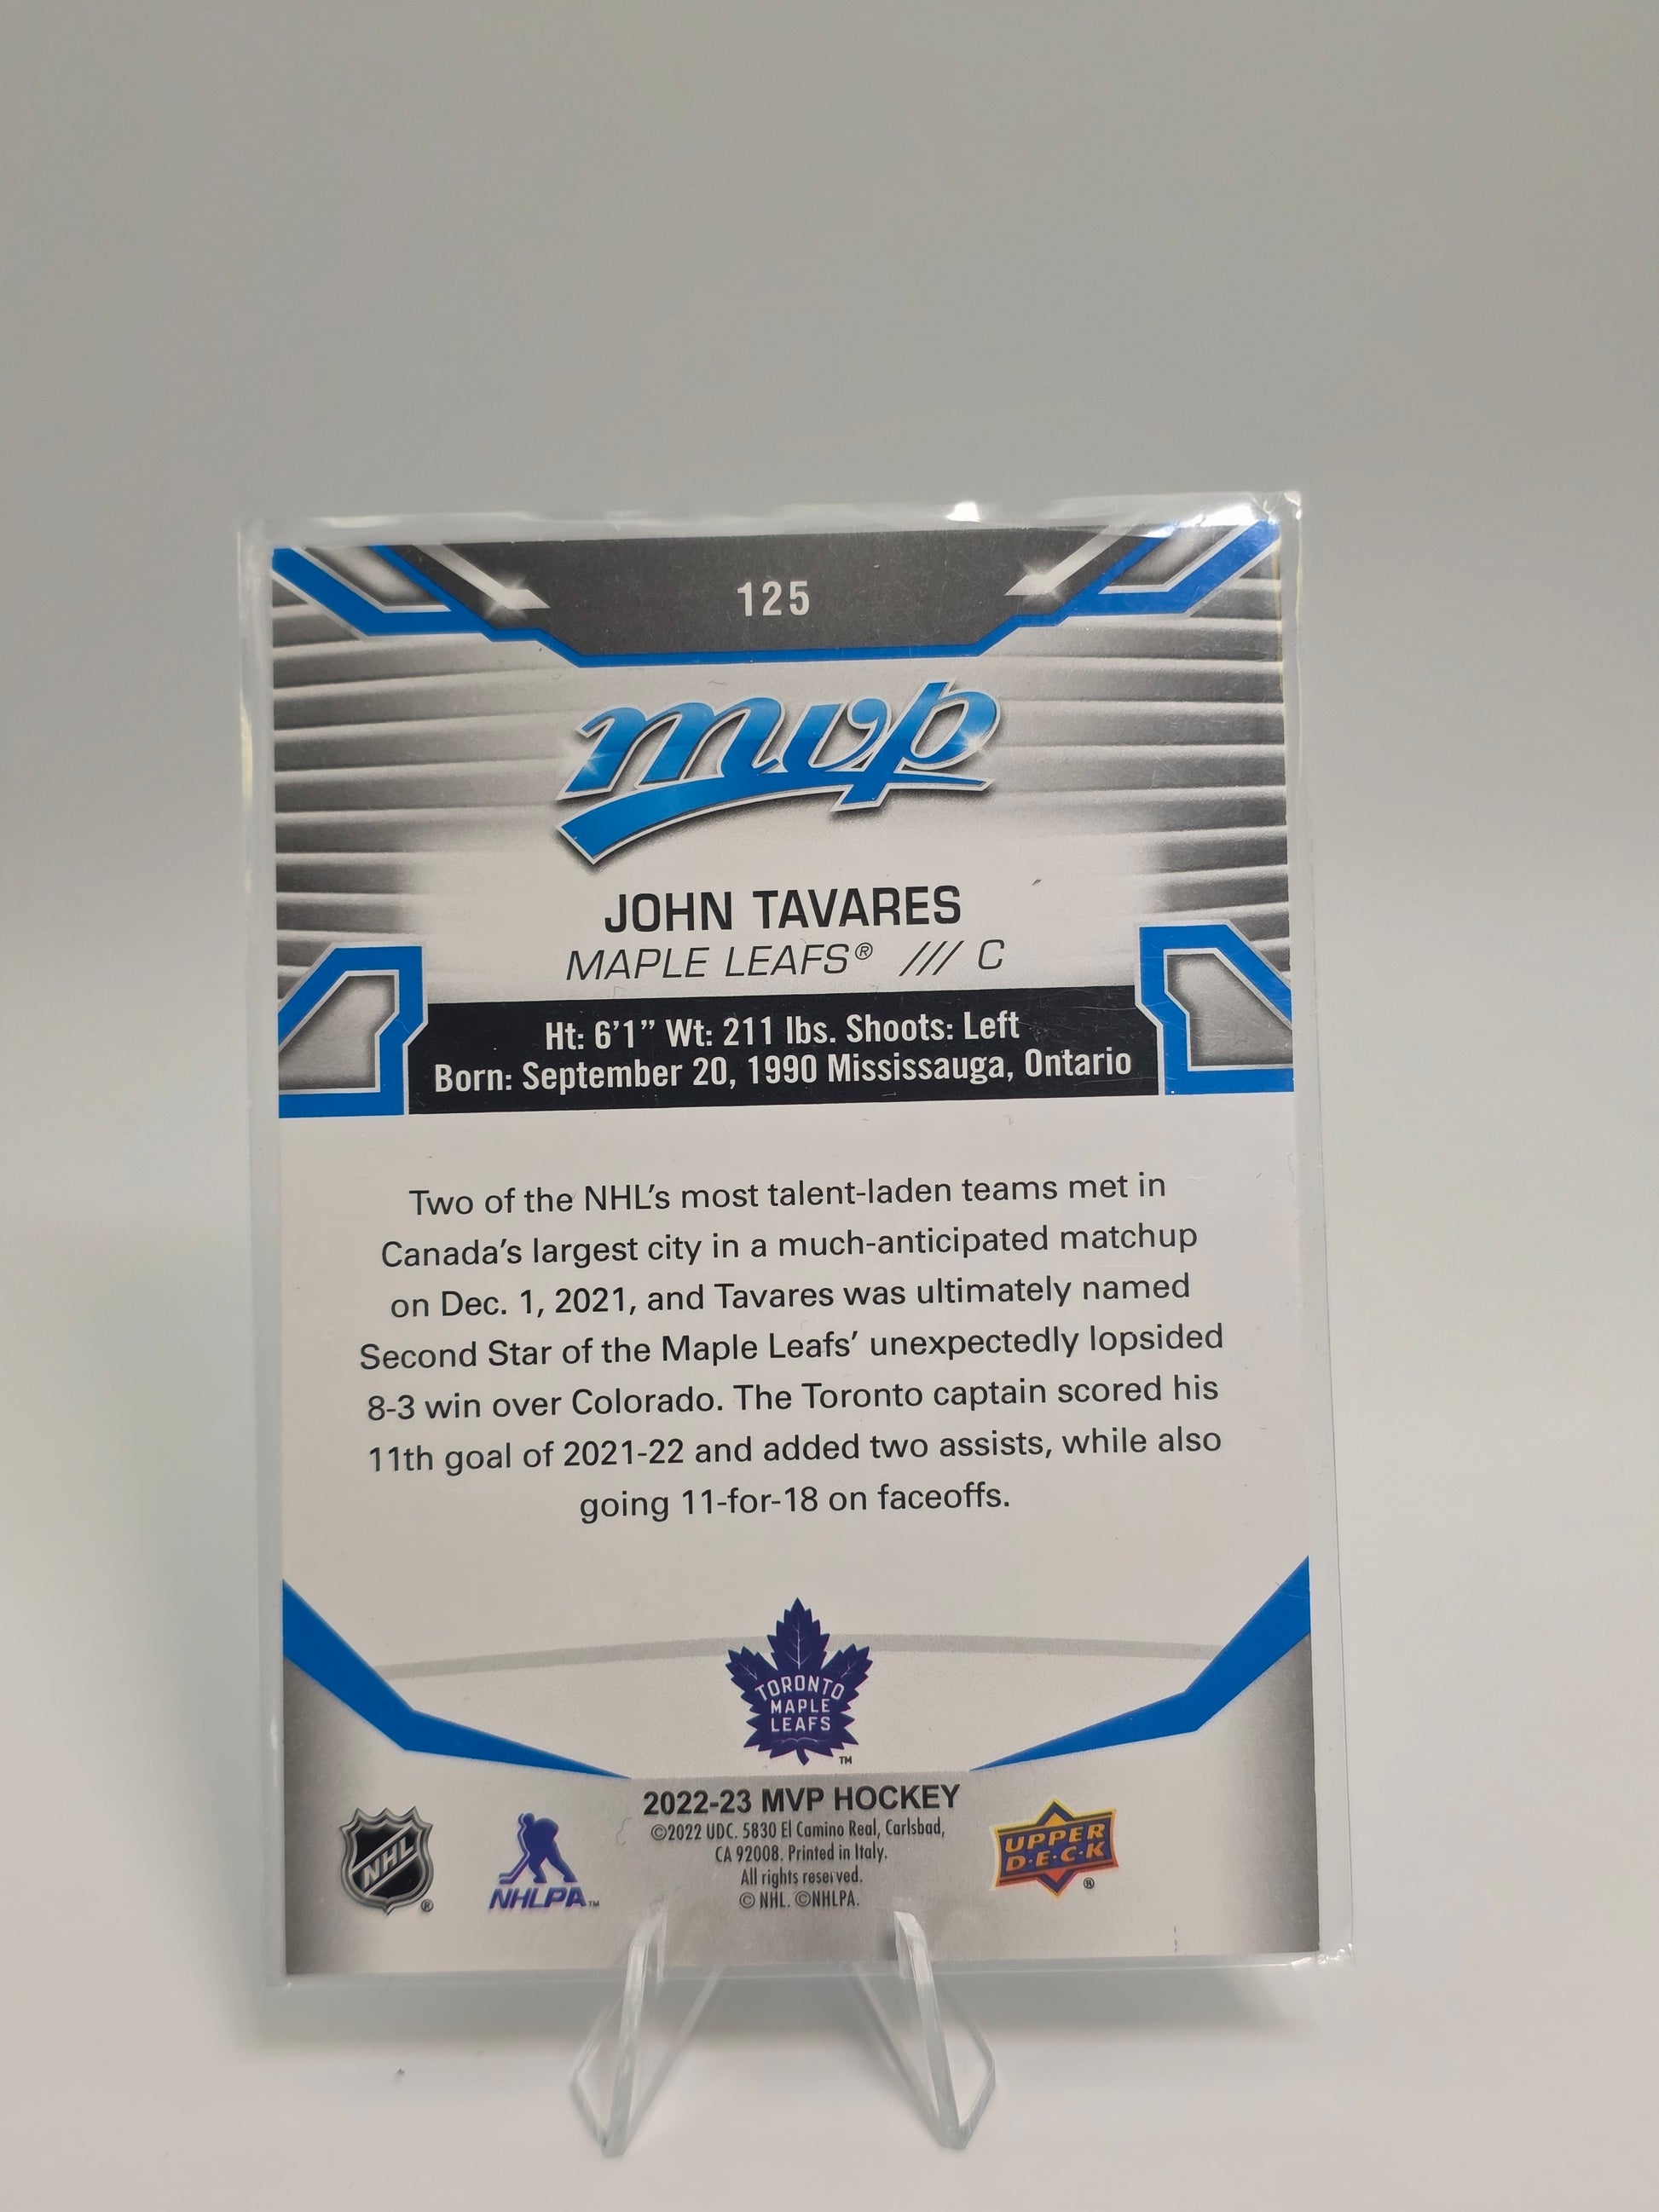 125
mvp
JOHN TAVARES
MAPLE LEAFS® /// C
Ht: 6'1” Wt: 211 lbs. Shoots: Left
Born: September 20, 1990 Mississauga, Ontario
Two of the NHL’s most talent-laden teams met in
Canada’s largest city in a much-anticipated matchup
on Dec. 1, 2021, and Tavares was ultimately named
Second Star of the Maple Leafs’ unexpectedly lopsided
8-3 win over Colorado. The Toronto captain scored his
11th goal of 2021-22 and added two assists, while also
going 11-for-18 on faceoffs.
TORONTO
MAPLE
LEAFS
™
2022-23 MVP HOCKEY
©2022 UDC. 5830 El Camino Real, Carlsbad,
CA 92008. Printed in Italy.
All rights reserved.
© NHL. ©NHLPA.
NHL ®
NHLPA™
UPPER
D·E·C·K
®